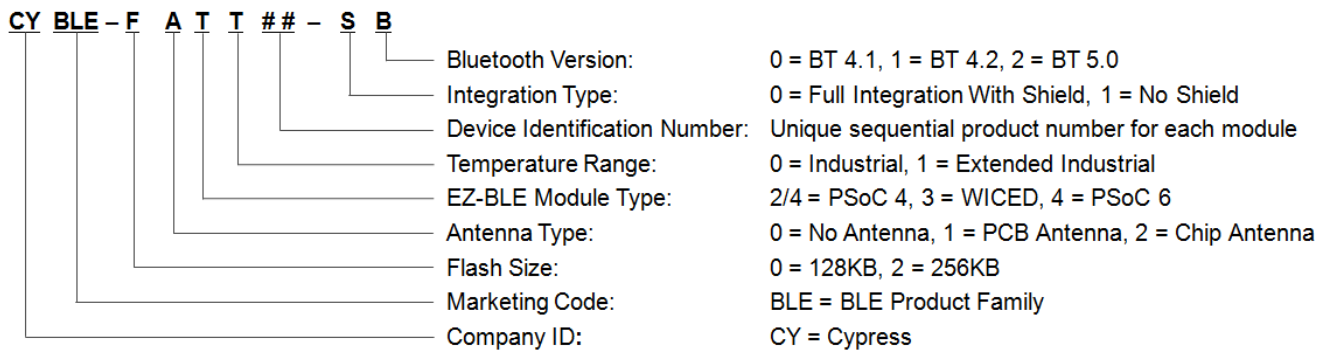 CY BLE – F A T T # # – S B
Bluetooth Version: 0 = BT 4.1, 1 = BT 4.2, 2 = BT 5.0
Integration Type: 0 = Full Integration With Shield, 1 = No Shield
Device Identification Number: Unique sequential product number for each module
Temperature Range: 0 = Industrial, 1 = Extended Industrial
EZ-BLE Module Type: 2/4 = PSoC 4, 3 = WICED, 4 = PSoC 6
Antenna Type: 0 = No Antenna, 1 = PCB Antenna, 2 = Chip Antenna
Flash Size: 0 = 128KB, 2 = 256KB
Marketing Code: BLE = BLE Product Family
Company ID: CY = Cypress